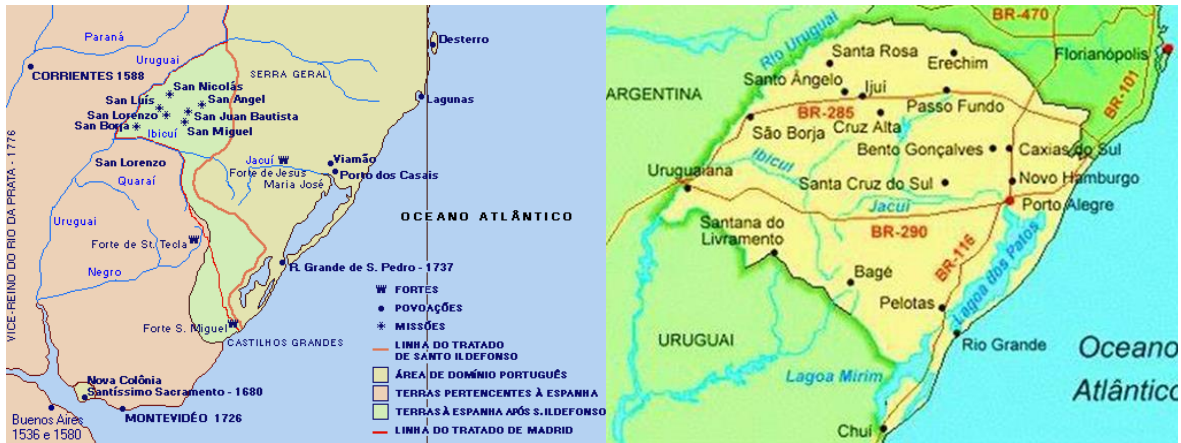 Paraná
Uruguai
Desterro
CORRIENTES 1588
SERRA GERAL
San Nicolás
San Luís
San Angel
Lagunas
San Lorenzo
San Juan Bautista
San Borja
San Miguel
Ibicuí
San Lorenzo
Jacuí
Viamão
Forte de Jesus
Maria José
Porto dos Casais
Quaraí
Uruguai
OCEANO ATLÂNTICO
Forte de St. Tecla
Negro
R. Grande de S. Pedro - 1737
VICE-REINO DO RIO DA PRATA - 1776
Forte S. Miguel
CASTILHOS GRANDES
Nova Colônia
Santíssimo Sacramento - 1680
MONTEVIDÉO 1726
Buenos Aires
1536 e 1580
FORTES
POVOAÇÕES
MISSÕES
LINHA DO TRATADO
DE SANTO ILDEFONSO
ÁREA DE DOMÍNIO PORTUGUÊS
TERRAS PERTENCENTES À ESPANHA
TERRAS À ESPANHA APÓS S.ILDEFONSO
LINHA DO TRATADO DE MADRID
BR-470
Rio Uruguai
Santa Rosa
Erechim
Florianópolis
BR-101
Santo Ângelo
Ijuí
ARGENTINA
Passo Fundo
BR-285
São Borja
Cruz Alta
Ibicuí
Bento Gonçalves
Caxias do Sul
Uruguaiana
Santa Cruz do Sul
Novo Hamburgo
Jacuí
Porto Alegre
Santana do
Livramento
BR-290
BR-116
Lagoa dos Patos
Bagé
Pelotas
URUGUAI
Rio Grande
Lagoa Mirim
Oceano
Atlântico
Chuí